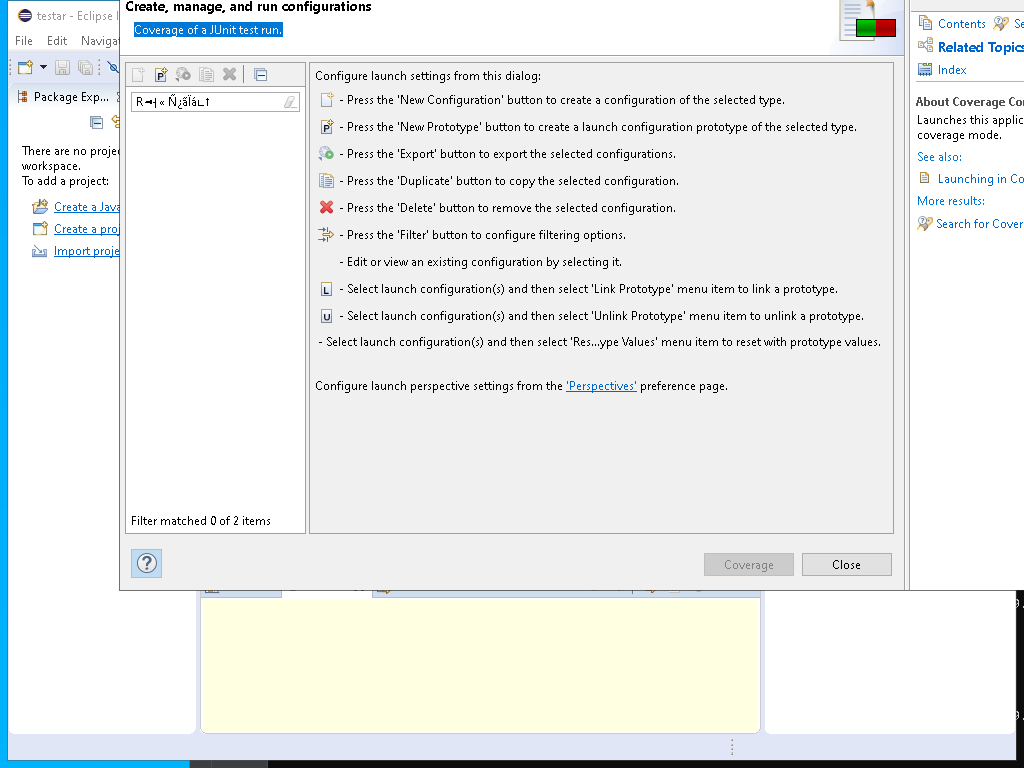 testar - Eclipse I
Create, manage, and run configurations
Coverage of a JUnit test run.
File Edit Navigat
Package Exp...
There are no proje
workspace.
To add a project:
Create a Java
Create a proj
Import proje
Filter matched 0 of 2 items
Configure launch settings from this dialog:
- Press the 'New Configuration' button to create a configuration of the selected type.
- Press the 'New Prototype' button to create a launch configuration prototype of the selected type.
- Press the 'Export' button to export the selected configurations.
- Press the 'Duplicate' button to copy the selected configuration.
- Press the 'Delete' button to remove the selected configuration.
- Press the 'Filter' button to configure filtering options.
- Edit or view an existing configuration by selecting it.
L - Select launch configuration(s) and then select 'Link Prototype' menu item to link a prototype.
U - Select launch configuration(s) and then select 'Unlink Prototype' menu item to unlink a prototype.
- Select launch configuration(s) and then select 'Res...ype Values' menu item to reset with prototype values.
Configure launch perspective settings from the 'Perspectives' preference page.
Coverage
Close
Contents Se
Related Topics
Index
About Coverage Co
Launches this applic
coverage mode.
See also:
Launching in Co
More results:
Search for Cover